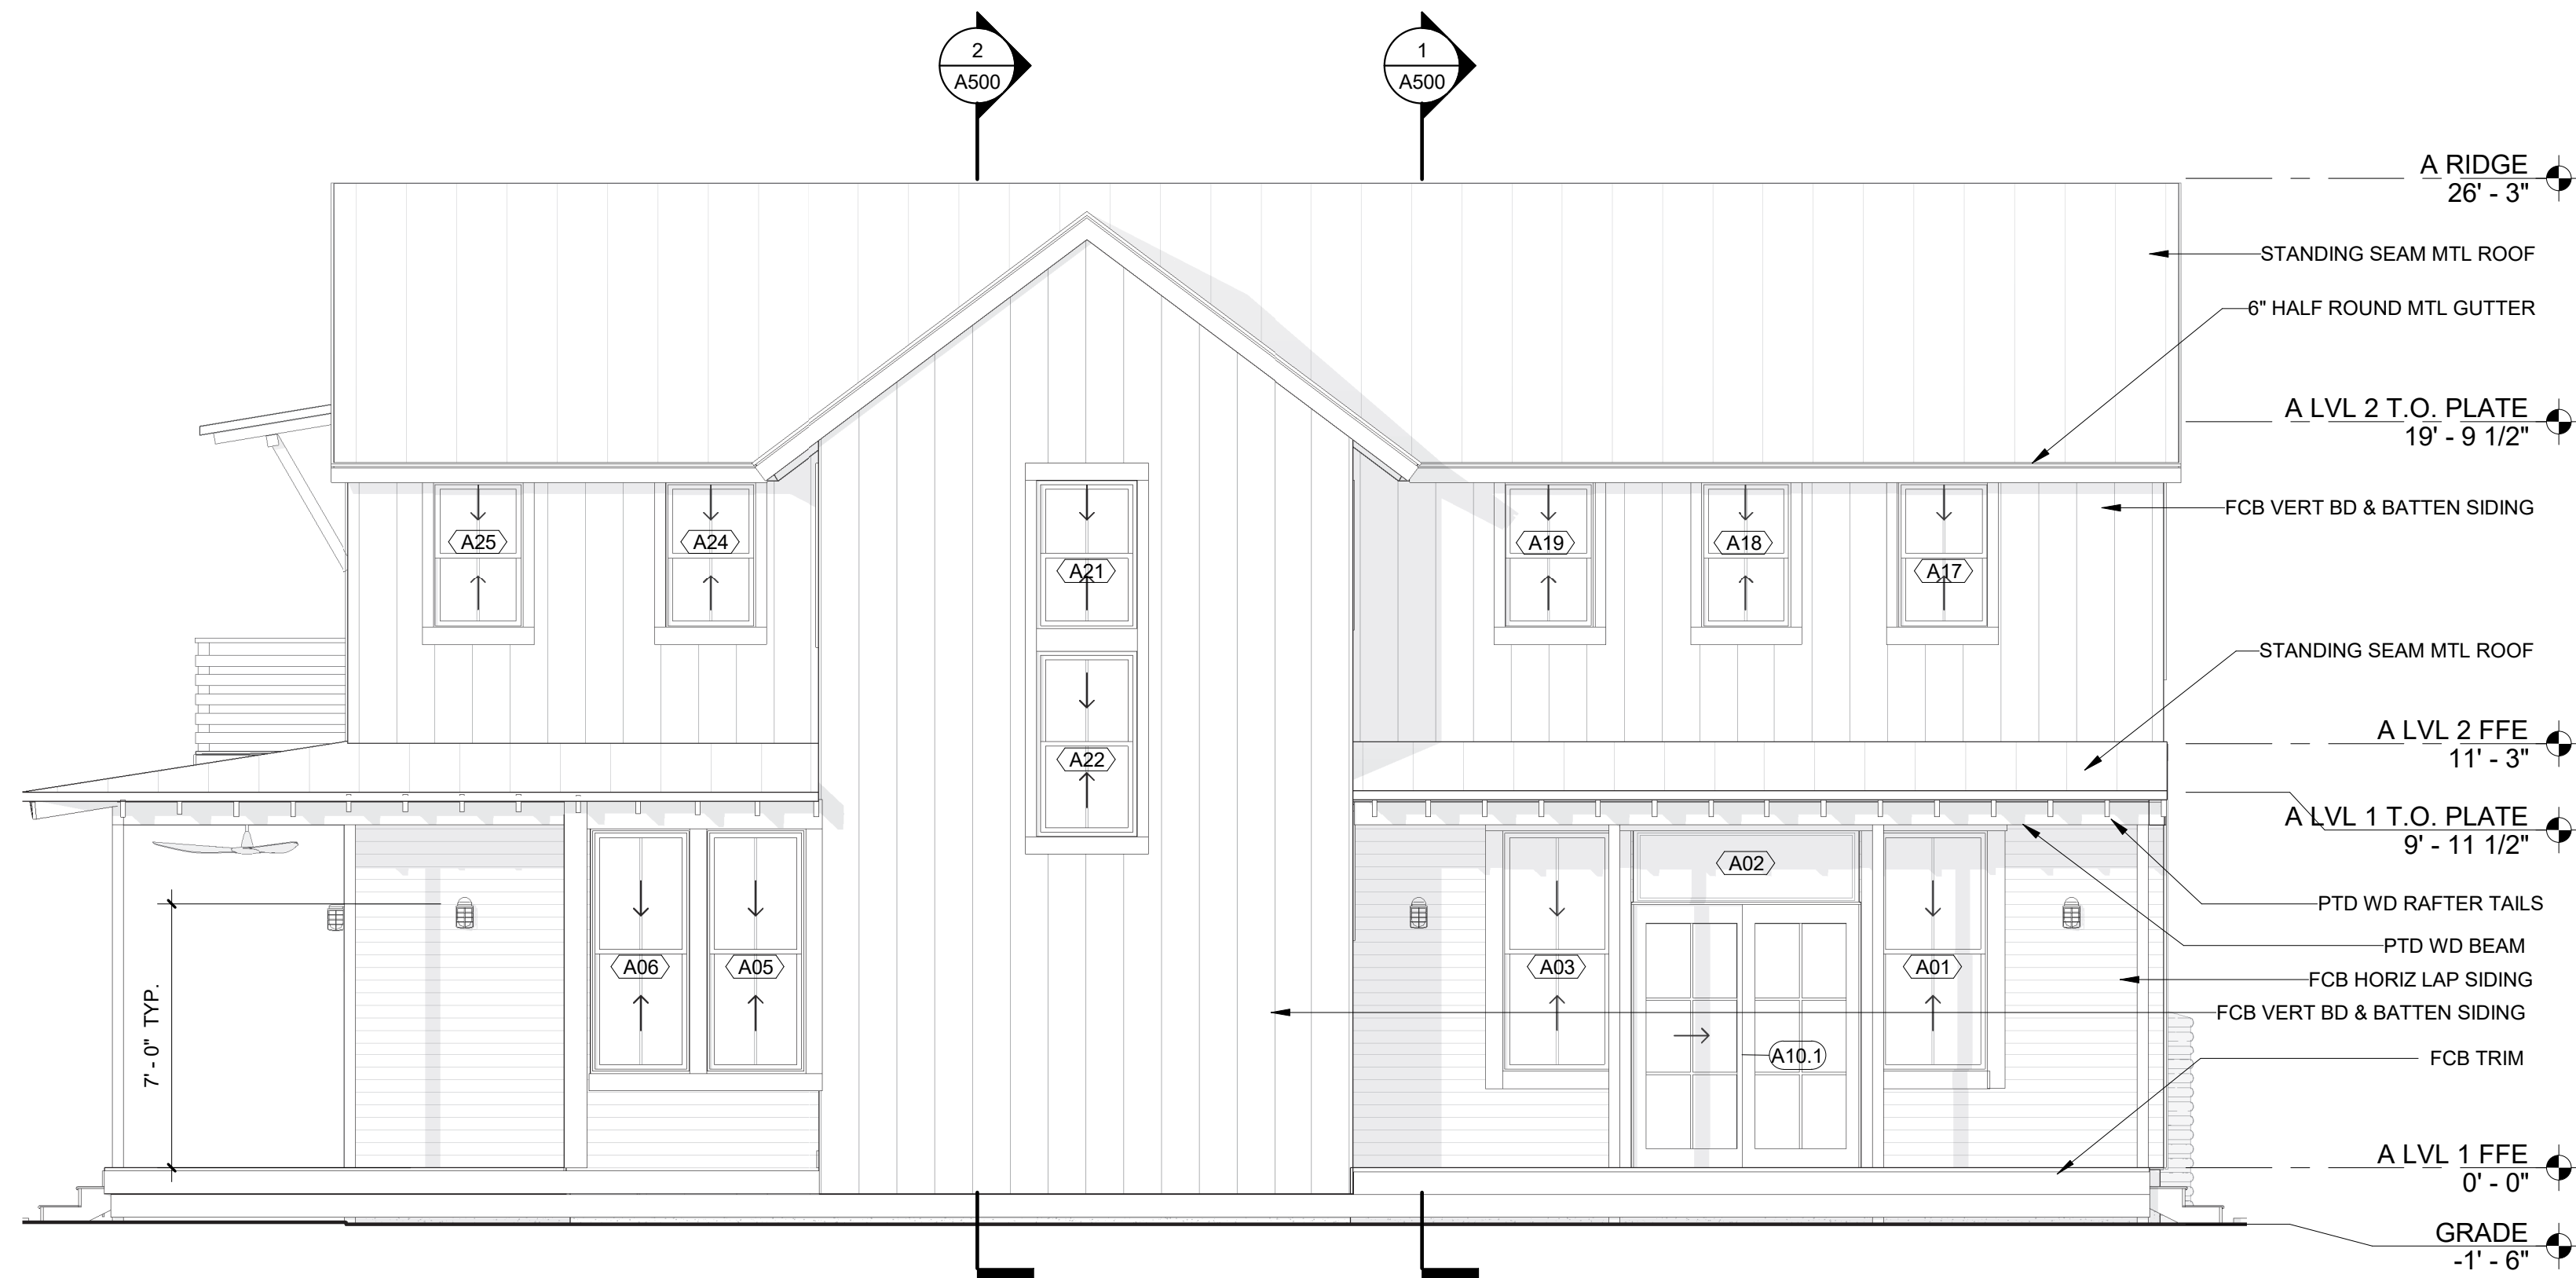 2
A500
1
A500
A RIDGE
26' - 3"
STANDING SEAM MTL ROOF
6" HALF ROUND MTL GUTTER
A LVL 2 T.O. PLATE
19' - 9 1/2"
FCB VERT BD & BATTEN SIDING
A25
A24
A21
A19
A18
A17
STANDING SEAM MTL ROOF
A LVL 2 FFE
11' - 3"
A22
A LVL 1 T.O. PLATE
9' - 11 1/2"
A02
PTD WD RAFTER TAILS
PTD WD BEAM
A06
A05
A03
A01
FCB HORIZ LAP SIDING
FCB VERT BD & BATTEN SIDING
7' - 0" TYP.
A10.1
FCB TRIM
A LVL 1 FFE
0' - 0"
GRADE
-1' - 6"